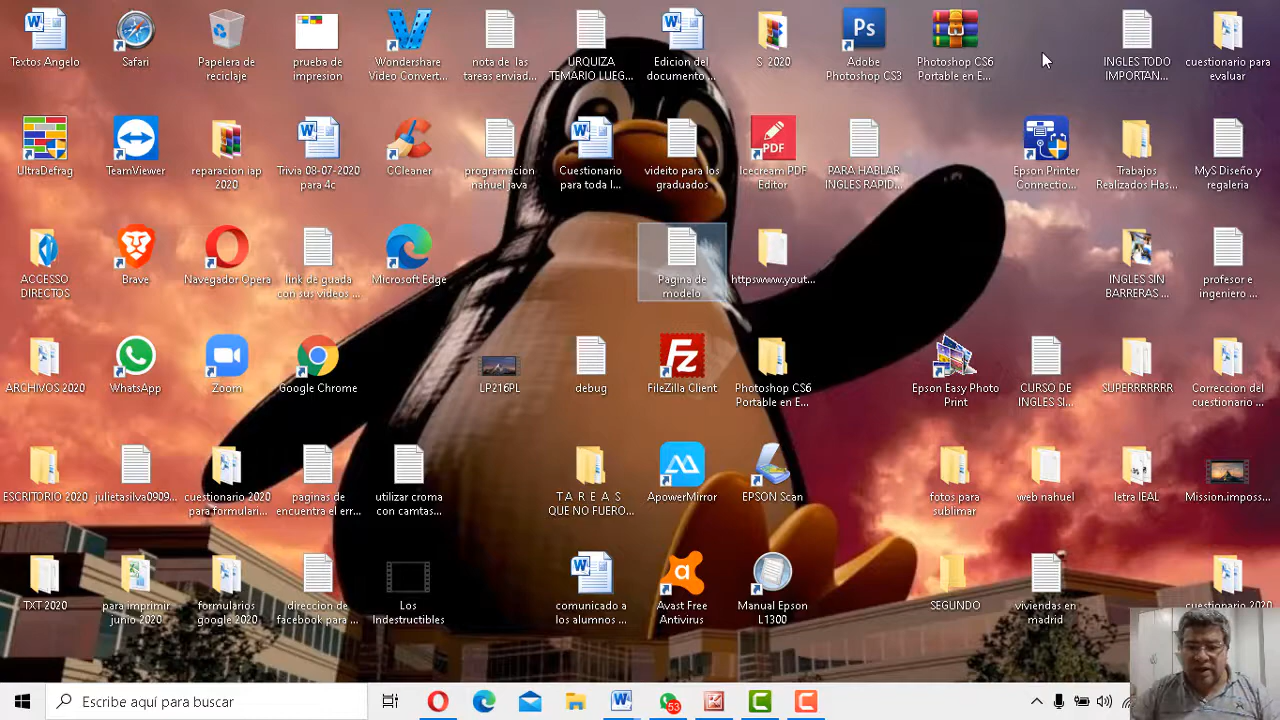 Textos Angelo
Safari
Papelera de
reciclaje
prueba de
impresion
Wondershare
Video Convert...
nota de las
tareas enviad...
URQUIZA
TEMARIO LUEG...
Edicion del
documento ...
S_2020
Adobe
Photoshop CS3
Photoshop CS6
Portable en E...
INGLES TODO
IMPORTAN...
cuestionario para
evaluar
UltraDefrag
TeamViewer
reparacion iap
2020
Trivia 08-07-2020
para 4c
CCleaner
programacion
nahuel java
Cuestionario
para toda l...
videito para los
graduados
Icecream PDF
Editor
PARA HABLAR
INGLES RAPID...
Epson Printer
Connectio...
Trabajos
Realizados Has...
MyS Diseño y
regaleria
ACCESSO
DIRECTOS
Brave
Navegador Opera
link de guada
con sus videos ...
Microsoft Edge
Pagina de
modelo
httpswww.yout...
INGLES SIN
BARRERAS ...
profesor e
ingeniero ...
ARCHIVOS 2020
WhatsApp
Zoom
Google Chrome
LP216PL
debug
FileZilla Client
Photoshop CS6
Portable en E...
Epson Easy Photo
Print
CURSO DE
INGLES SI...
SUPERRRRRR
Correccion del
cuestionario ...
ESCRITORIO 2020
julietasilva0909...
cuestionario 2020
para formulari...
paginas de
encuentra el err...
utilizar croma
con camtas...
T A R E A S
QUE NO FUERO...
ApowerMirror
EPSON Scan
fotos para
sublimar
web nahuel
letra IEAL
Mission.imposs...
TXT 2020
para imprimir
junio 2020
formularios
google 2020
direccion de
facebook para ...
Los
Indestructibles
comunicado a
los alumnos ...
Avast Free
Antivirus
Manual Epson
L1300
SEGUNDO
viviendas en
madrid
cuestionario 2020
Escribe aquí para buscar
53